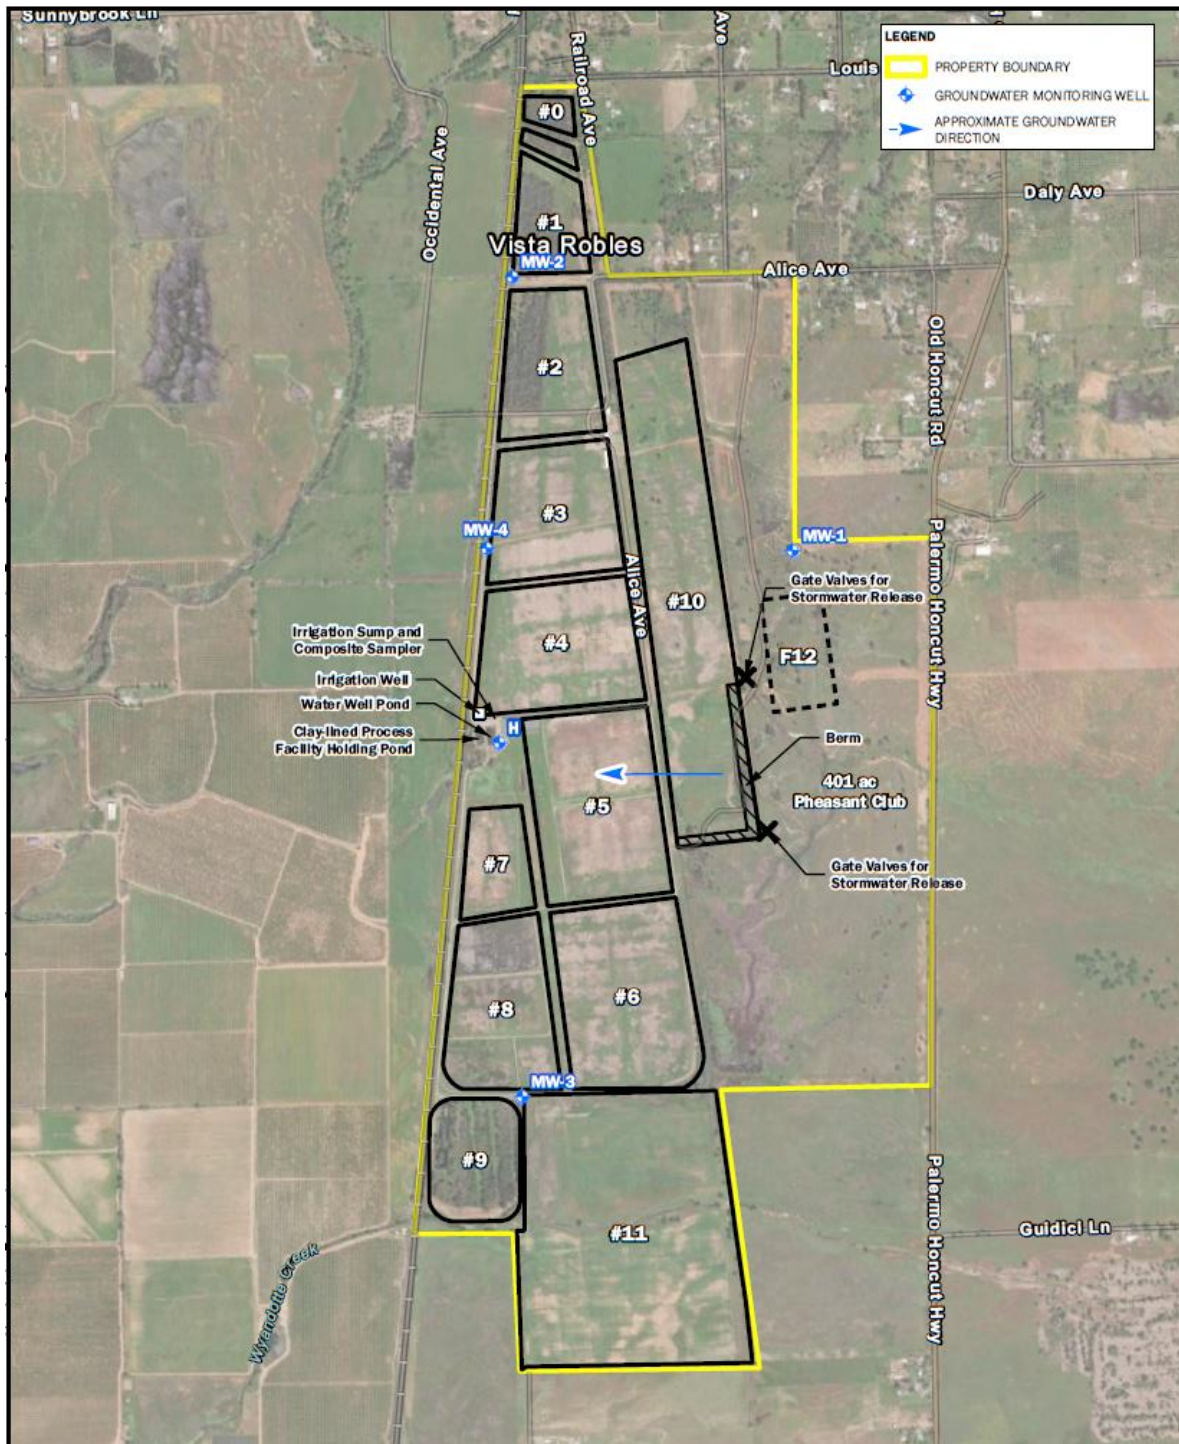 Sunnybrook Ln
Ave
LEGEND
PROPERTY BOUNDARY
GROUNDWATER MONITORING WELL
APPROXIMATE GROUNDWATER
DIRECTION
Louis
Railroad Ave
#0
Occidental Ave
Daly Ave
#1
Vista Robles
MW-2
Alice Ave
Old Honcut Rd
#2
#3
MW-4
MW-1
Palermo Honcut Hwy
Alice Ave
Gate Valves for
Stormwater Release
#10
Irrigation Sump and
Composite Sampler
#4
F12
Irrigation Well
Water Well Pond
Clay-lined Process
Facility Holding Pond
H
Berm
401 ac
Pheasant Club
#5
#7
Gate Valves for
Stormwater Release
#8
#6
MW-3
#9
Palermo Honcut Hwy
#11
Guidici Ln
Wyandotte Creek